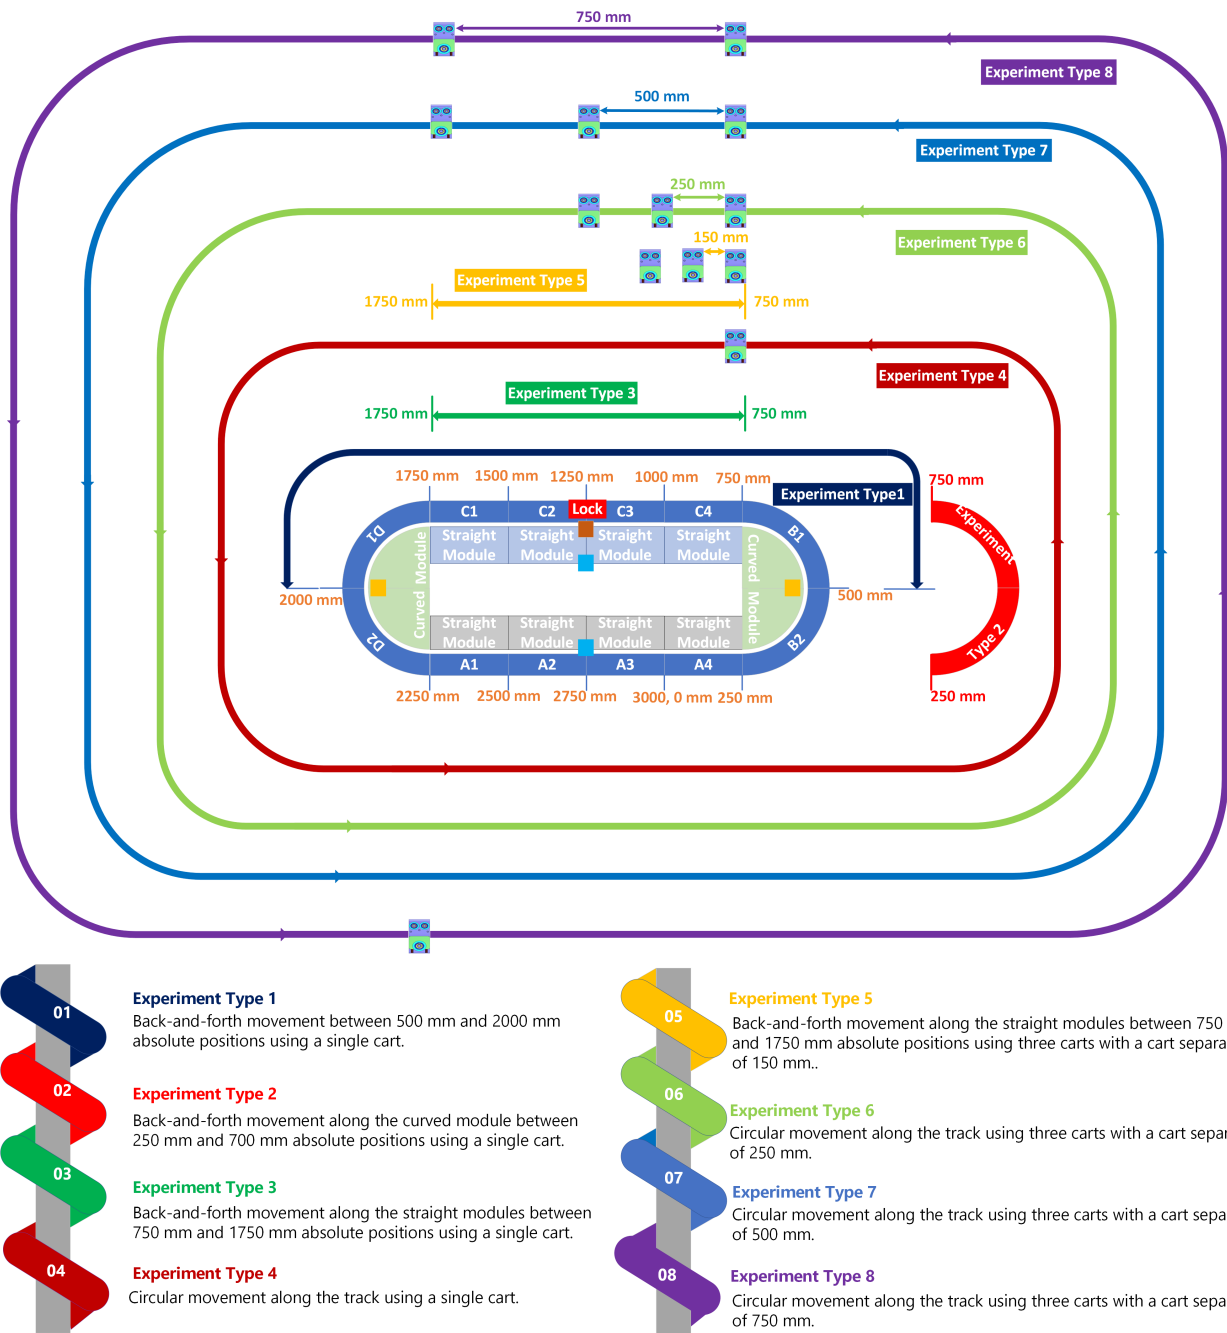 750 mm
Experiment Type 8
500 mm
Experiment Type 7
250 mm
Experiment Type 6
150 mm
Experiment Type 5
1750 mm
750 mm
Experiment Type 4
Experiment Type 3
1750 mm
750 mm
1750 mm
1500 mm
1250 mm
1000 mm
750 mm
Experiment Type1
750 mm
Lock
C1
C2
C3
C4
D1
B1
Straight
Module
Straight
Module
Straight
Module
Straight
Module
Curved Module
Curved Module
Experiment
Type 2
2000 mm
500 mm
Straight
Module
Straight
Module
Straight
Module
Straight
Module
D2
B2
A1
A2
A3
A4
2250 mm
2500 mm
2750 mm
3000, 0 mm
250 mm
250 mm
01
Experiment Type 1
Back-and-forth movement between 500 mm and 2000 mm
absolute positions using a single cart.
02
Experiment Type 2
Back-and-forth movement along the curved module between
250 mm and 700 mm absolute positions using a single cart.
03
Experiment Type 3
Back-and-forth movement along the straight modules between
750 mm and 1750 mm absolute positions using a single cart.
04
Experiment Type 4
Circular movement along the track using a single cart.
05
Experiment Type 5
Back-and-forth movement along the straight modules between 750
and 1750 mm absolute positions using three carts with a cart separa
of 150 mm..
06
Experiment Type 6
Circular movement along the track using three carts with a cart separ
of 250 mm.
07
Experiment Type 7
Circular movement along the track using three carts with a cart sepa
of 500 mm.
08
Experiment Type 8
Circular movement along the track using three carts with a cart sepa
of 750 mm.